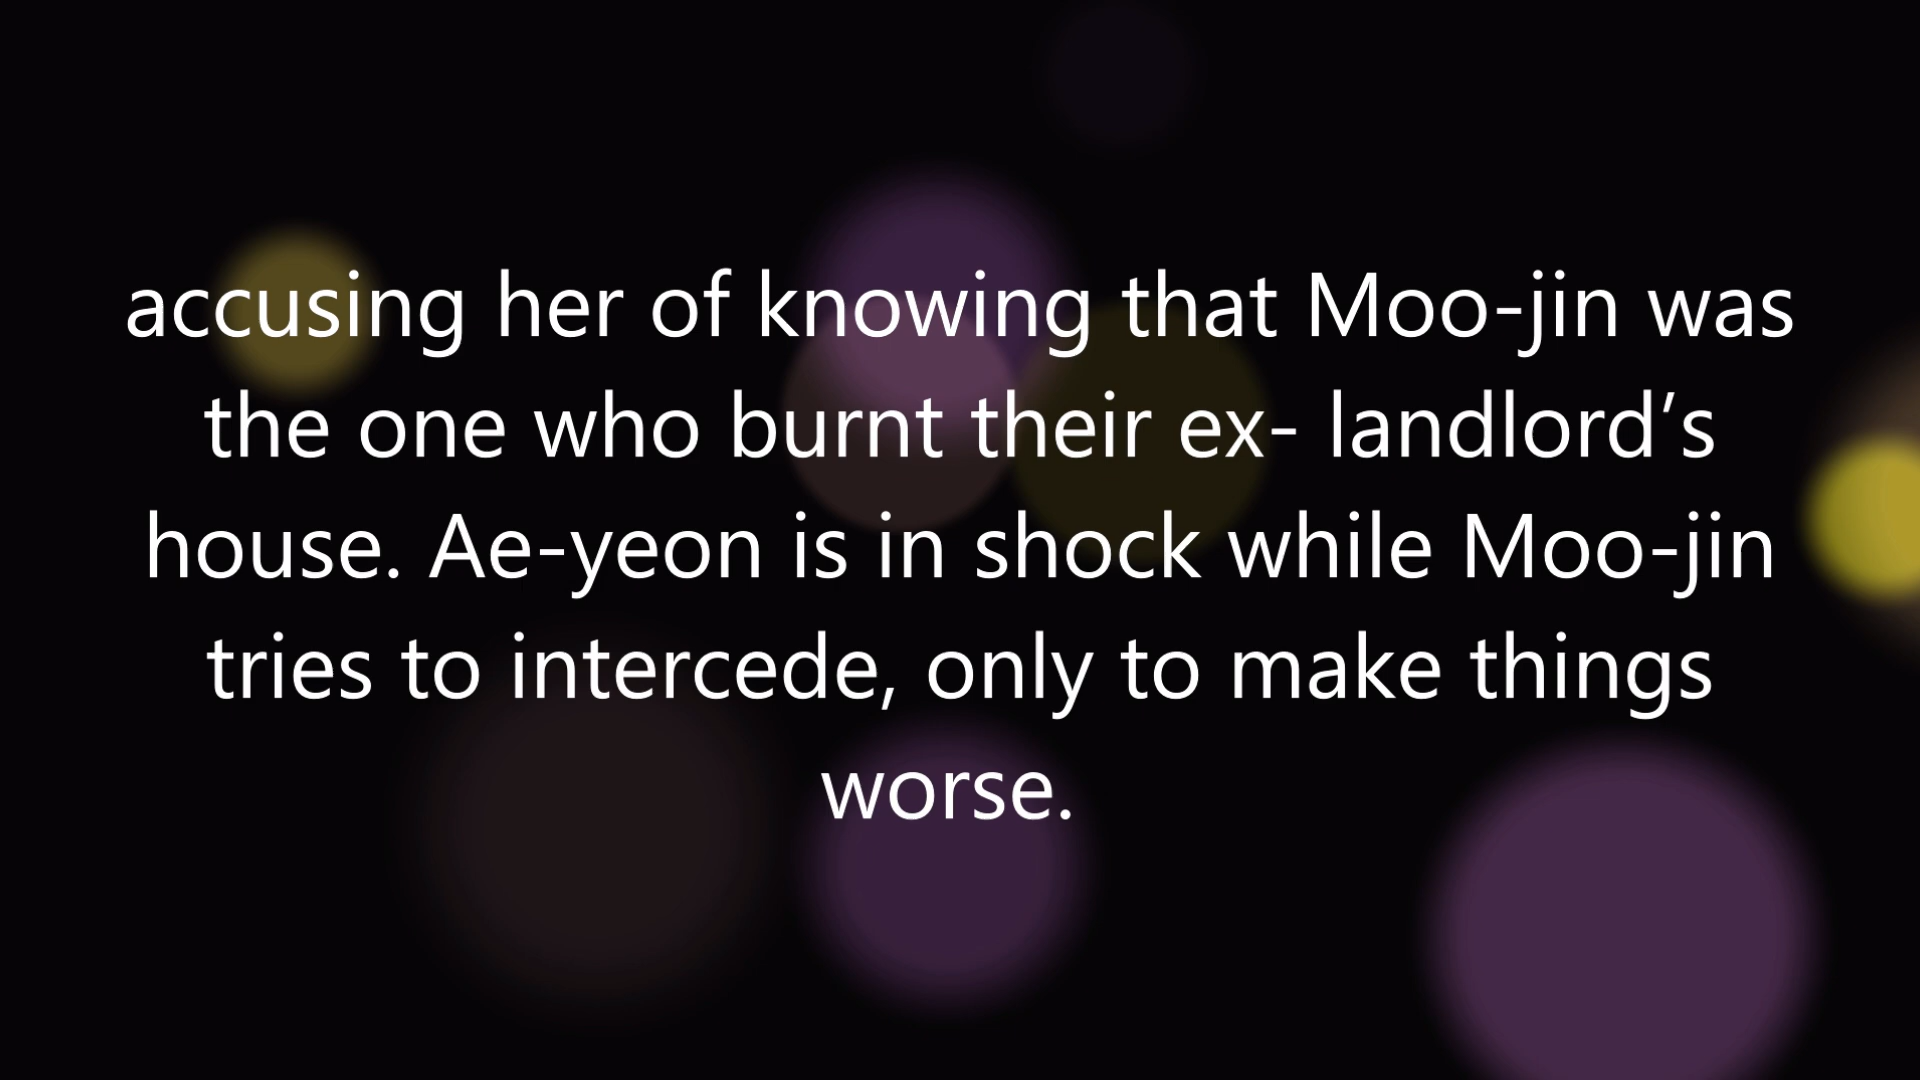 accusing her of knowing that Moo-jin was
the one who burnt their ex- landlord’s
house. Ae-yeon is in shock while Moo-jin
tries to intercede, only to make things
worse.